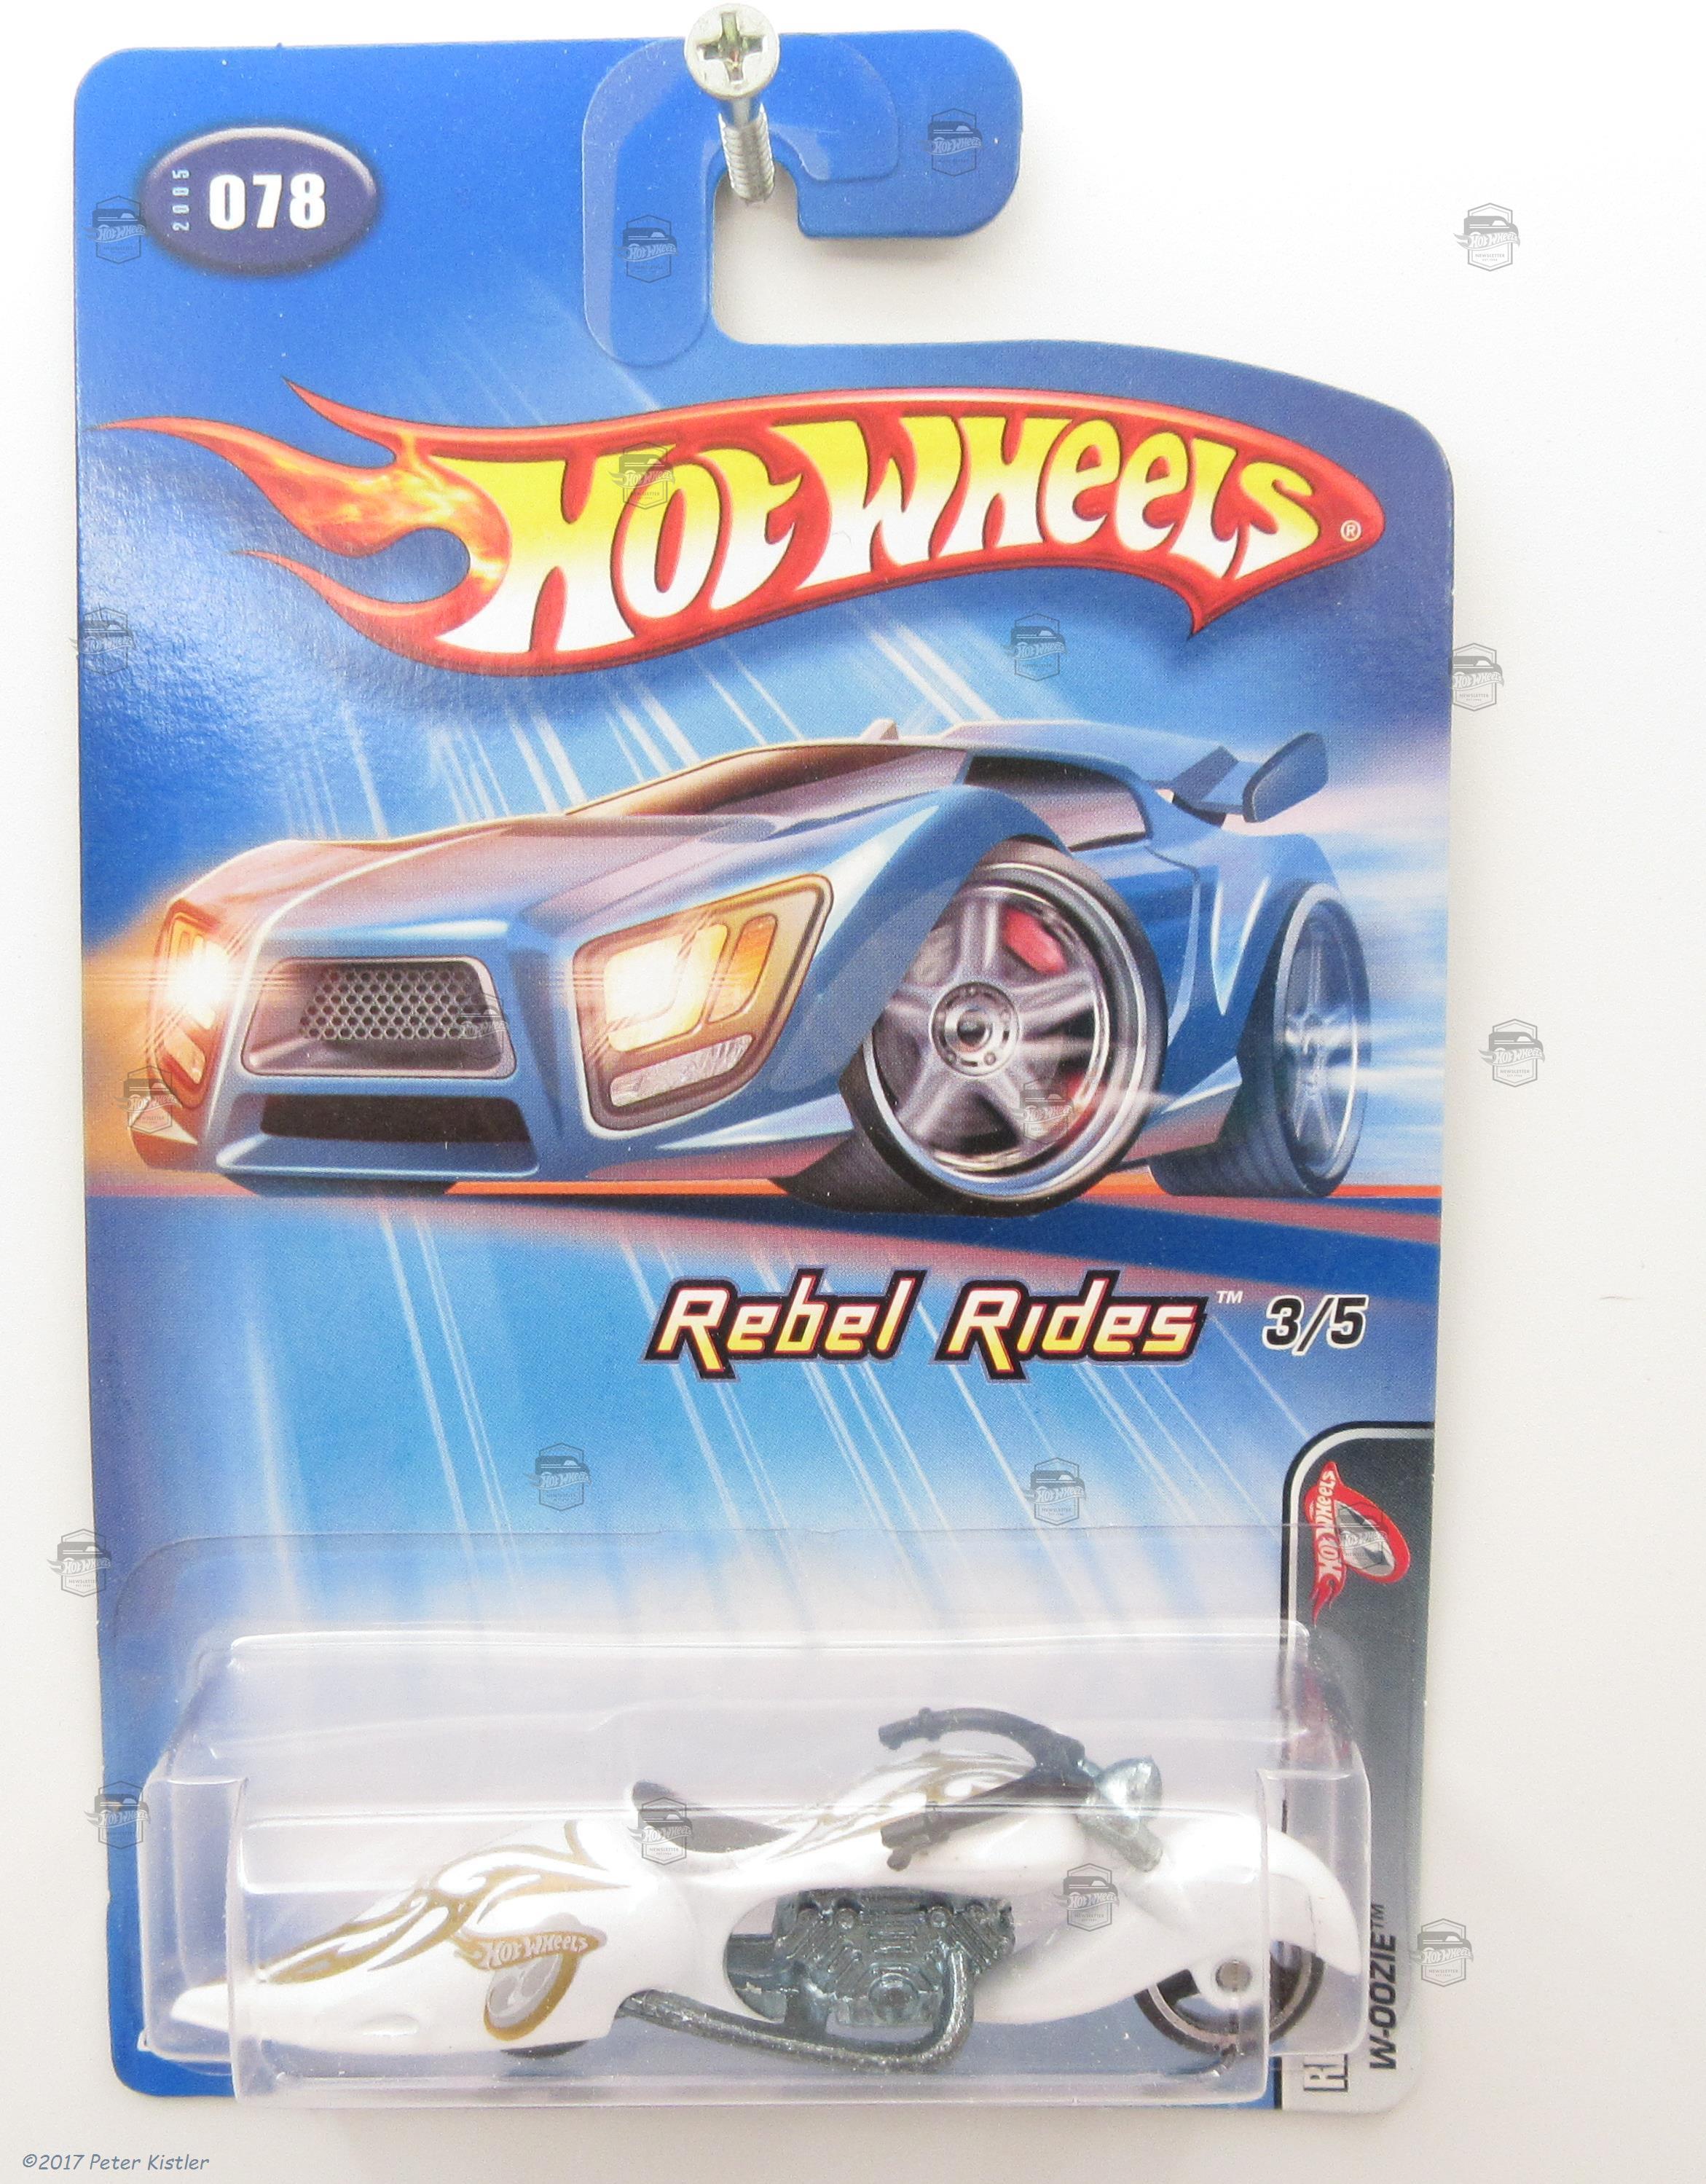 2005
078
HOT WHEELS®
Rebel Rides™ 3/5
HOT WHEELS
W-OOZIE™
HOT WHEELS
©2017 Peter Kistler